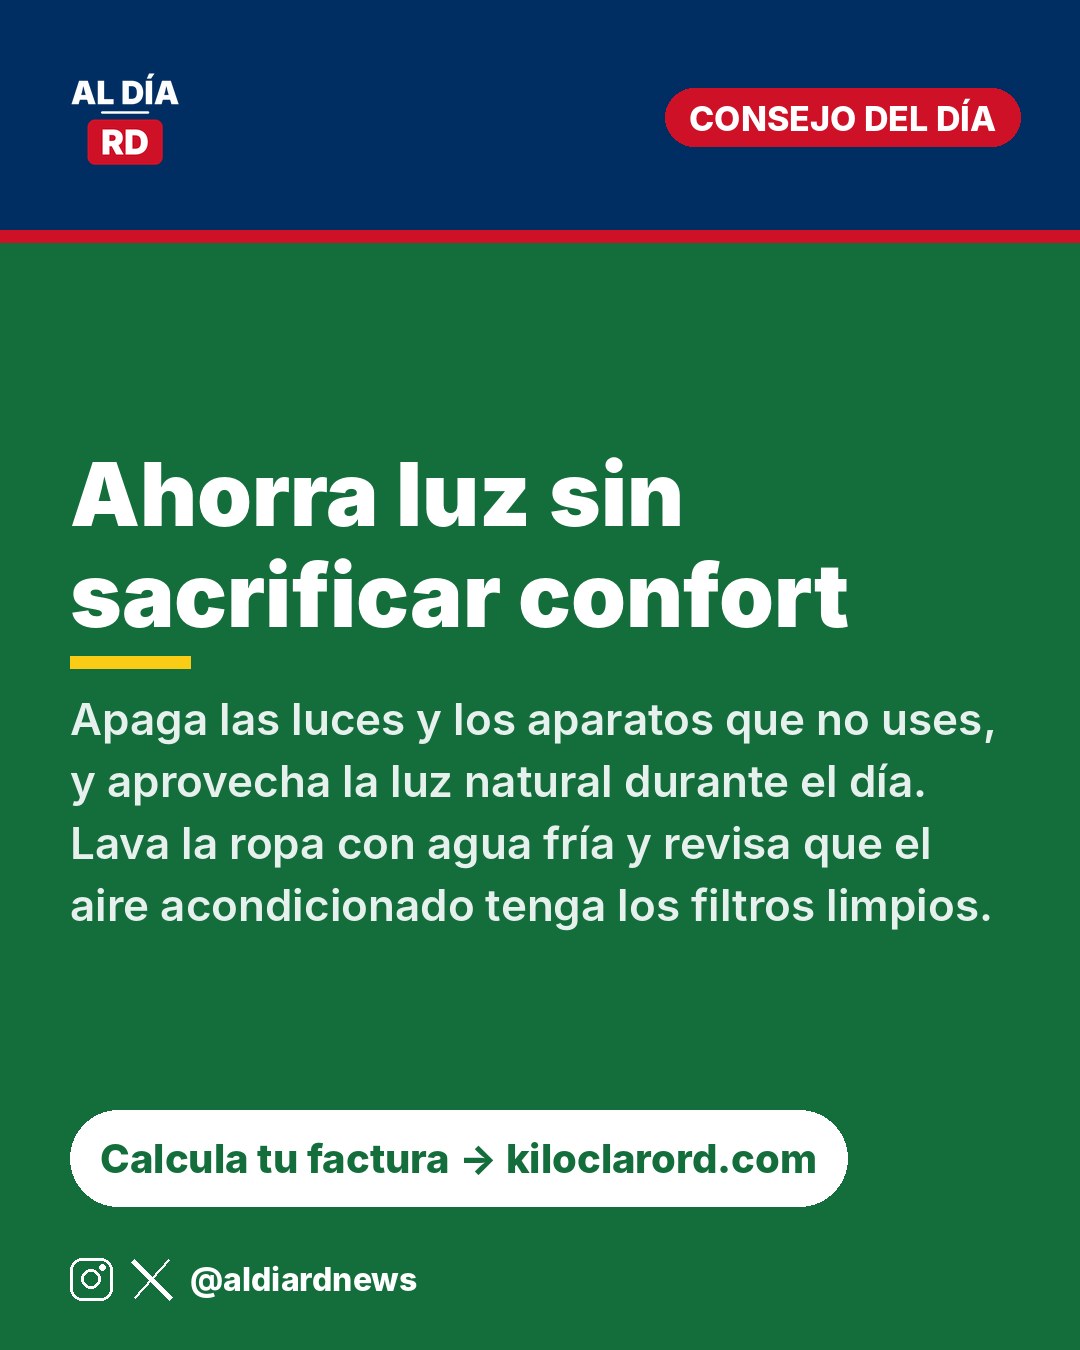 AL DÍA
RD
CONSEJO DEL DÍA
Ahorra luz sin
sacrificar confort
Apaga las luces y los aparatos que no uses,
y aprovecha la luz natural durante el día.
Lava la ropa con agua fría y revisa que el
aire acondicionado tenga los filtros limpios.
Calcula tu factura → kiloclarord.com
@aldiardnews